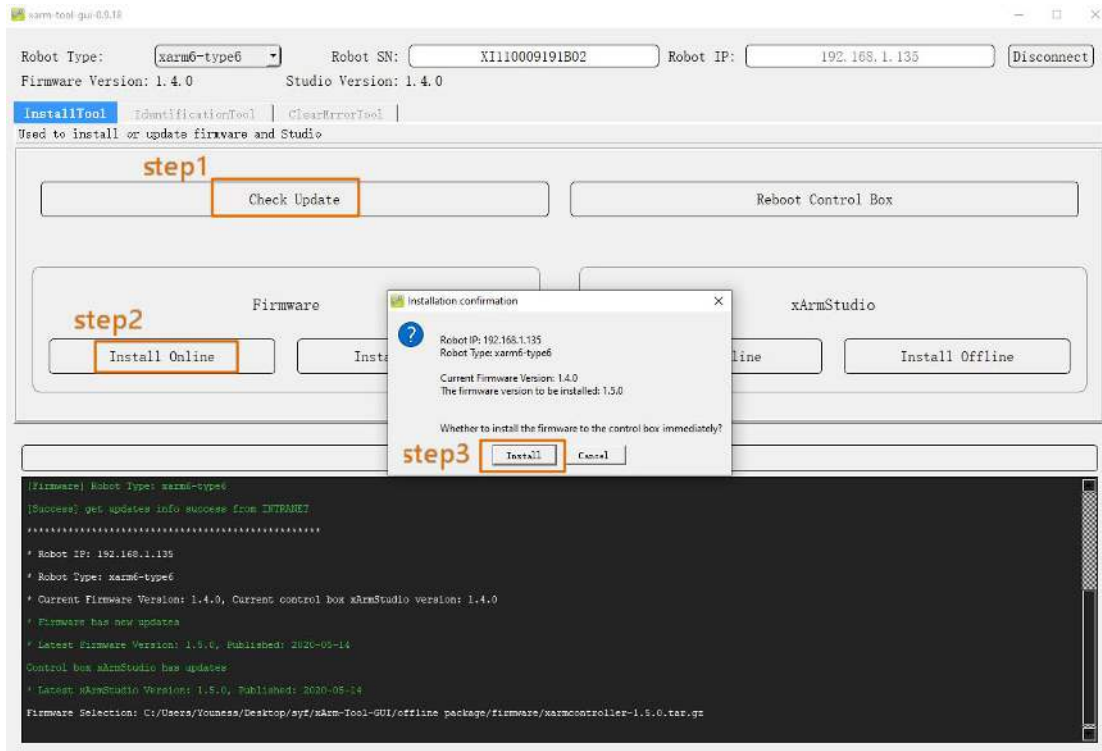 xarm-tool-gui-0.9.18
Robot Type: xarm6-type6 Robot SN: XI110009191B02 Robot IP: 192.168.1.135 Disconnect
Firmware Version: 1.4.0 Studio Version: 1.4.0
InstallTool IdentificationTool ClearErrorTool
Used to install or update firmware and Studio
step1
Check Update Reboot Control Box
Firmware xArmStudio
step2
Install Online Insta line Install Offline
Installation confirmation
Robot IP: 192.168.1.135
Robot Type: xarm6-type6
Current Firmware Version: 1.4.0
The firmware version to be installed: 1.5.0
Whether to install the firmware to the control box immediately?
step3 Install Cancel
[Firmware] Robot Type: xarm6-type6
[Success] get updates info success from INTRANET
**************************************************
* Robot IP: 192.168.1.135
* Robot Type: xarm6-type6
* Current Firmware Version: 1.4.0, Current control box xArmStudio version: 1.4.0
* Firmware has new updates
* Latest Firmware Version: 1.5.0, Published: 2020-05-14
Control box xArmStudio has updates
* Latest xArmStudio Version: 1.5.0, Published: 2020-05-14
Firmware Selection: C:/Users/Youness/Desktop/syf/xArm-Tool-GUI/offline package/firmware/xarmcontroller-1.5.0.tar.gz